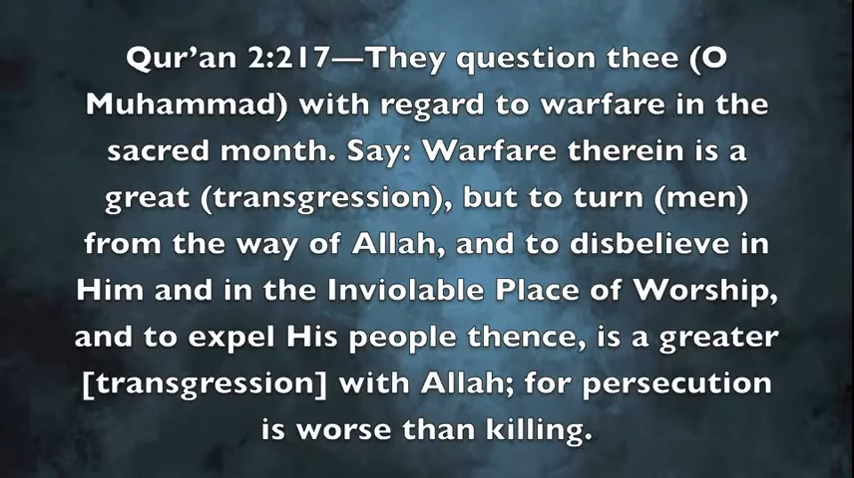 Qur’an 2:217—They question thee (O
Muhammad) with regard to warfare in the
sacred month. Say: Warfare therein is a
great (transgression), but to turn (men)
from the way of Allah, and to disbelieve in
Him and in the Inviolable Place of Worship,
and to expel His people thence, is a greater
[transgression] with Allah; for persecution
is worse than killing.